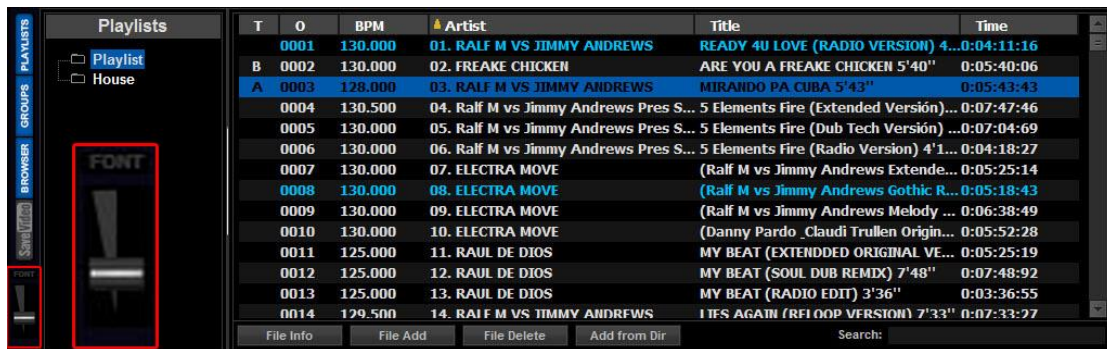 PLAYLISTS
GROUPS
BROWSER
SaveVideo
FONT
Playlists
Playlist
House
FONT
T O BPM Artist Title Time
0001 130.000 01. RALF M VS JIMMY ANDREWS READY 4U LOVE (RADIO VERSION) 4...0:04:11:16
B 0002 130.000 02. FREAKE CHICKEN ARE YOU A FREAKE CHICKEN 5'40'' 0:05:40:06
A 0003 128.000 03. RALF M VS JIMMY ANDREWS MIRANDO PA CUBA 5'43'' 0:05:43:43
0004 130.500 04. Ralf M vs Jimmy Andrews Pres S... 5 Elements Fire (Extended Versión)... 0:07:47:46
0005 130.000 05. Ralf M vs Jimmy Andrews Pres S... 5 Elements Fire (Dub Tech Versión) ...0:07:04:69
0006 130.000 06. Ralf M vs Jimmy Andrews Pres S... 5 Elements Fire (Radio Version) 4'1... 0:04:18:27
0007 130.000 07. ELECTRA MOVE (Ralf M vs Jimmy Andrews Extende... 0:05:25:14
0008 130.000 08. ELECTRA MOVE (Ralf M vs Jimmy Andrews Gothic R... 0:05:18:43
0009 130.000 09. ELECTRA MOVE (Ralf M vs Jimmy Andrews Melody ... 0:06:38:49
0010 130.000 10. ELECTRA MOVE (Danny Pardo _Claudi Trullen Origin... 0:05:52:28
0011 125.000 11. RAUL DE DIOS MY BEAT (EXTENDDED ORIGINAL VE... 0:05:25:19
0012 125.000 12. RAUL DE DIOS MY BEAT (SOUL DUB REMIX) 7'48'' 0:07:48:92
0013 125.000 13. RAUL DE DIOS MY BEAT (RADIO EDIT) 3'36'' 0:03:36:55
0014 129.500 14. RALF M VS JIMMY ANDREWS LIES AGAIN (RELOOP VERSION) 7'33'' 0:07:33:27
File Info File Add File Delete Add from Dir Search: